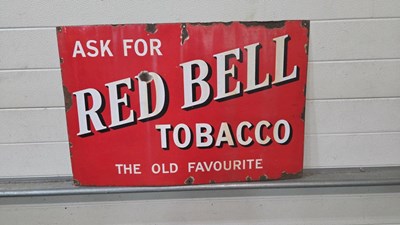 ASK FOR
RED BELL
TOBACCO
THE OLD FAVOURITE